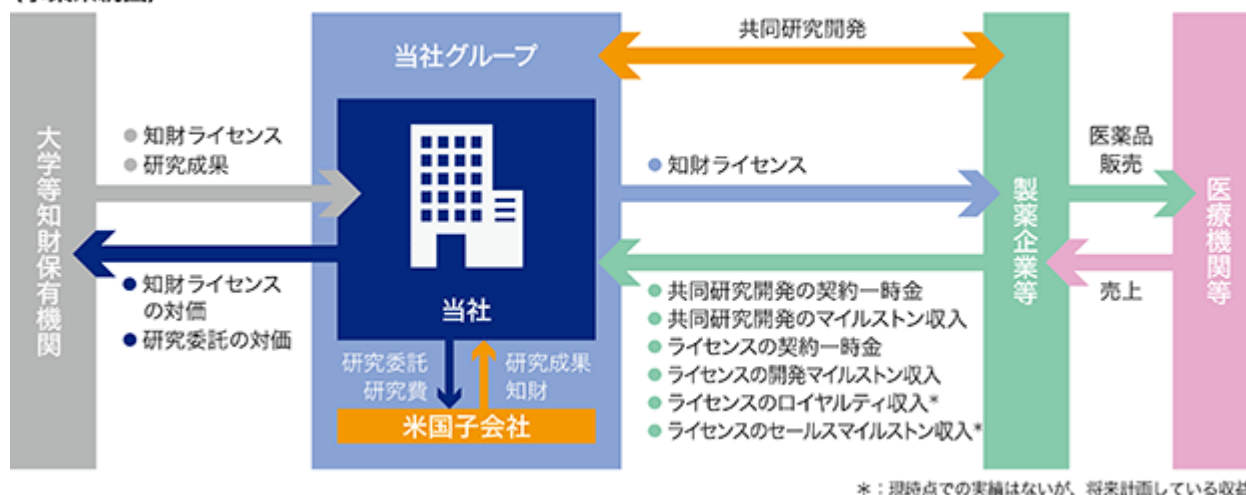 大学等知財保有機関
知財ライセンス
研究成果
知財ライセンス
の対価
研究委託の対価
当社グループ
当社
研究委託
研究費
研究成果
知財
米国子会社
共同研究開発
知財ライセンス
共同研究開発の契約一時金
共同研究開発のマイルストン収入
ライセンスの契約一時金
ライセンスの開発マイルストン収入
ライセンスのロイヤルティ収入*
ライセンスのセールスマイルストン収入*
製薬企業等
医薬品
販売
売上
医療機関等
*:現時点での実績はないが、将来計画している収益